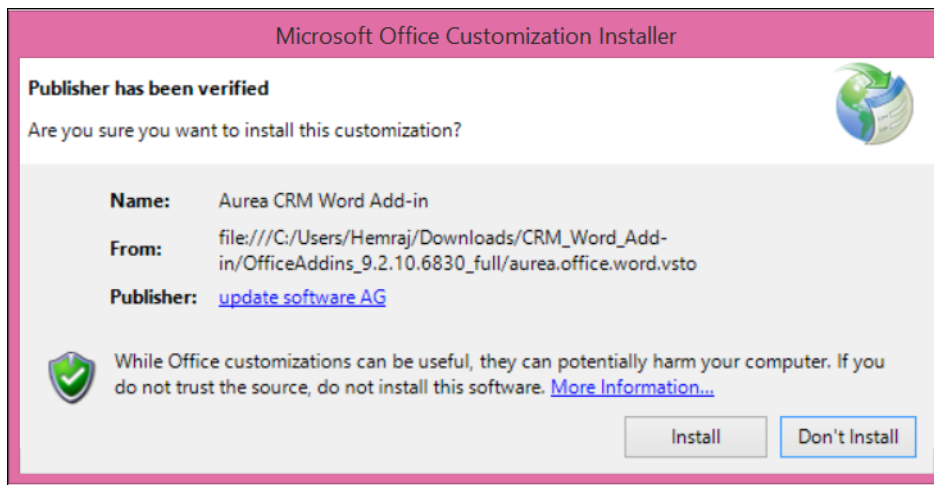 Microsoft Office Customization Installer
Publisher has been verified
Are you sure you want to install this customization?
Name: Aurea CRM Word Add-in
From: file:///C:/Users/Hemraj/Downloads/CRM_Word_Add-
in/OfficeAddins_9.2.10.6830_full/aurea.office.word.vsto
Publisher: update software AG
While Office customizations can be useful, they can potentially harm your computer. If you
do not trust the source, do not install this software. More Information...
Install Don't Install